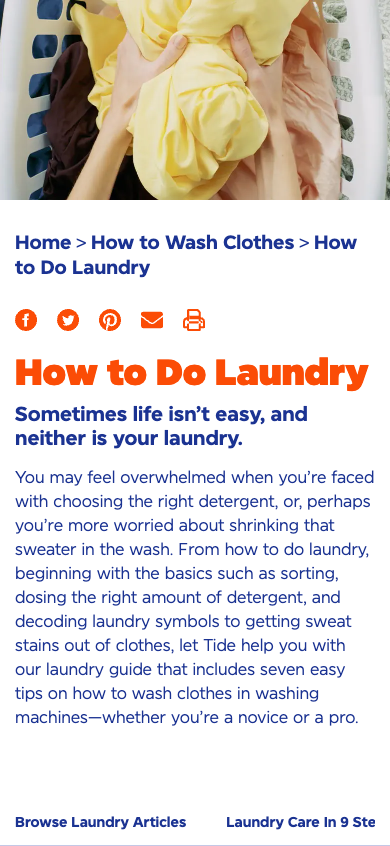 Home > How to Wash Clothes > How
to Do Laundry
How to Do Laundry
Sometimes life isn’t easy, and
neither is your laundry.
You may feel overwhelmed when you’re faced
with choosing the right detergent, or, perhaps
you’re more worried about shrinking that
sweater in the wash. From how to do laundry,
beginning with the basics such as sorting,
dosing the right amount of detergent, and
decoding laundry symbols to getting sweat
stains out of clothes, let Tide help you with
our laundry guide that includes seven easy
tips on how to wash clothes in washing
machines—whether you’re a novice or a pro.
Browse Laundry Articles
Laundry Care In 9 Ste